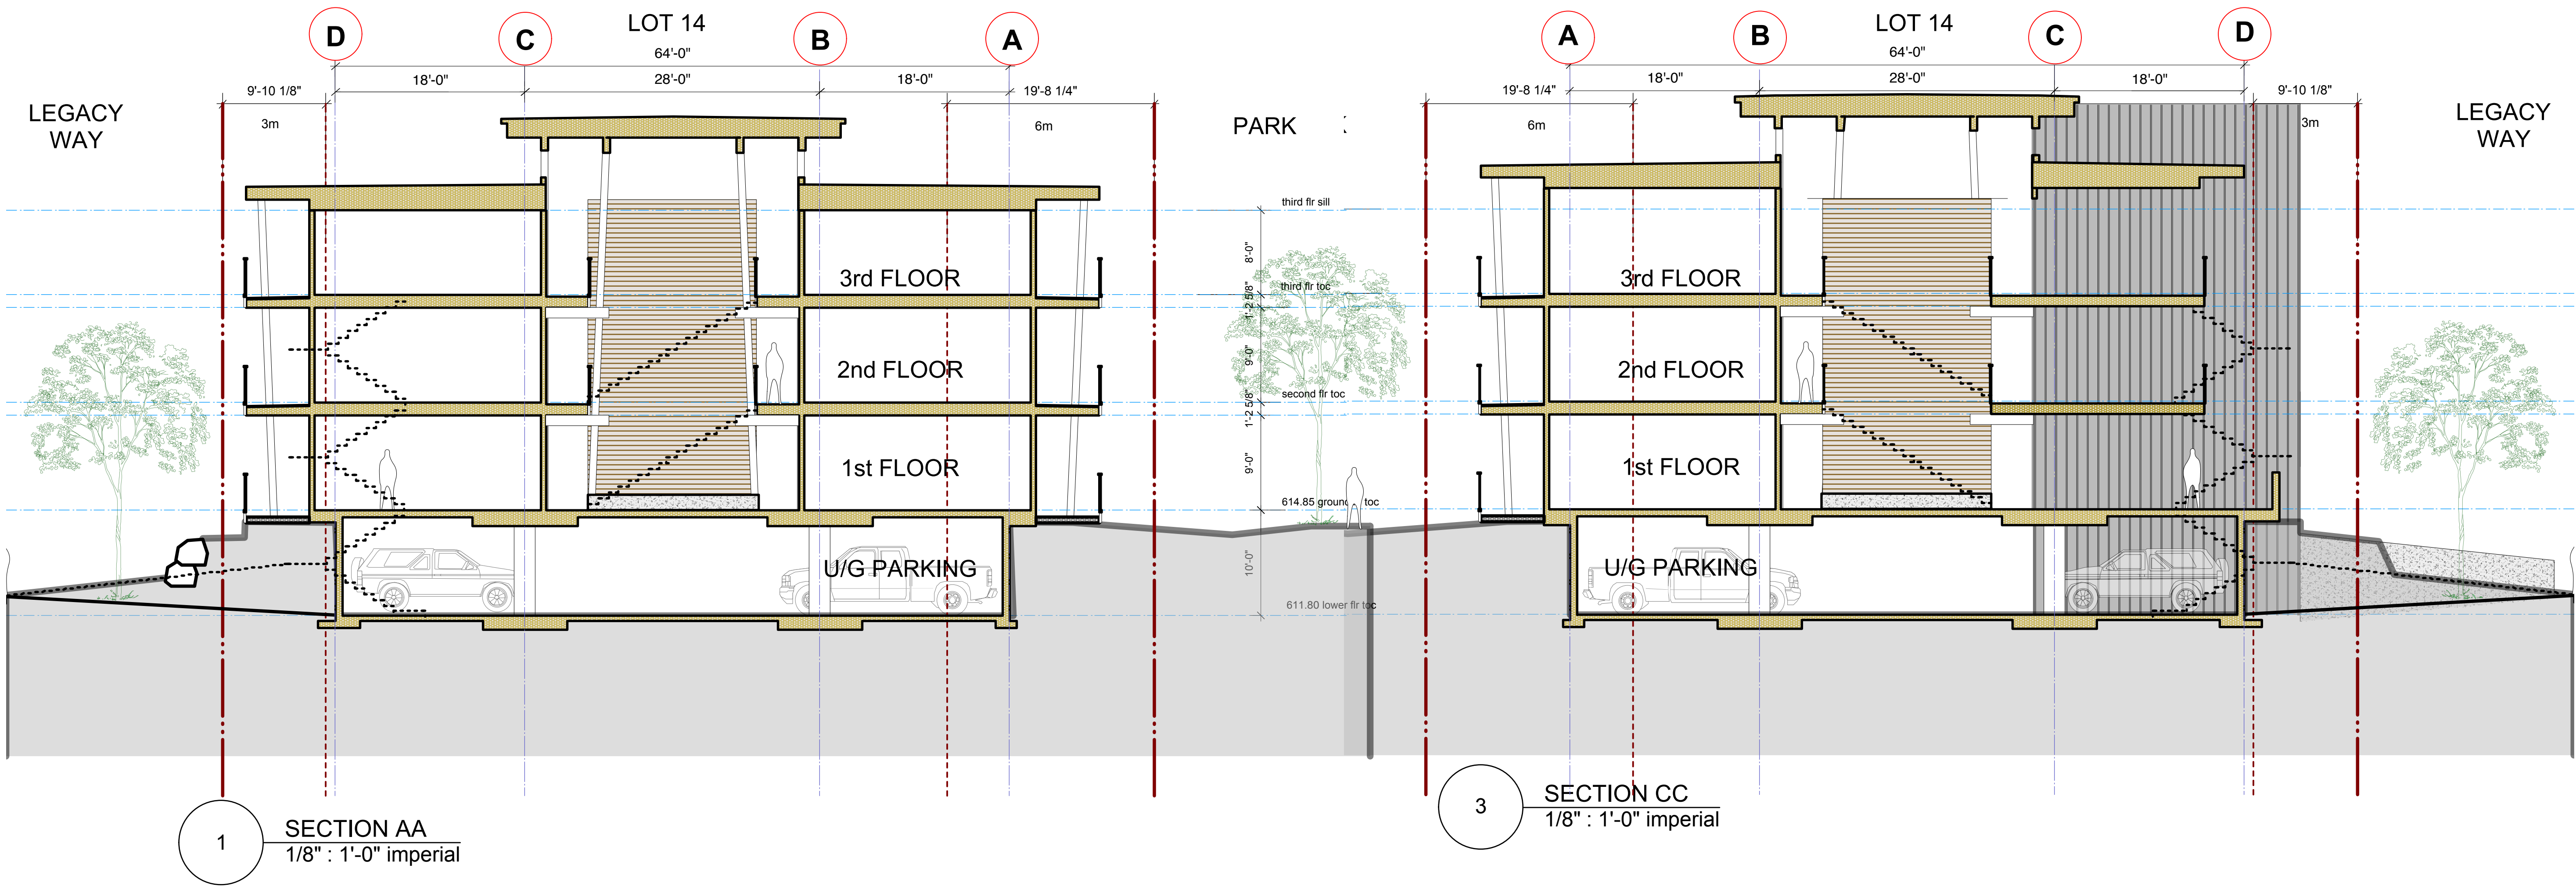 D
C
LOT 14
B
A
64'-0"
18'-0"
28'-0"
18'-0"
9'-10 1/8"
19'-8 1/4"
3m
6m
LEGACY
WAY
PARK
3rd FLOOR
2nd FLOOR
1st FLOOR
U/G PARKING
third flr sill
8'-0"
third flr toc
1'-2 5/8"
9'-0"
second flr toc
1'-2 5/8"
9'-0"
614.85 ground toc
10'-0"
611.80 lower flr toc
1
SECTION AA
1/8" : 1'-0" imperial
A
B
LOT 14
C
D
64'-0"
18'-0"
28'-0"
18'-0"
19'-8 1/4"
9'-10 1/8"
6m
3m
LEGACY
WAY
3rd FLOOR
2nd FLOOR
1st FLOOR
U/G PARKING
3
SECTION CC
1/8" : 1'-0" imperial